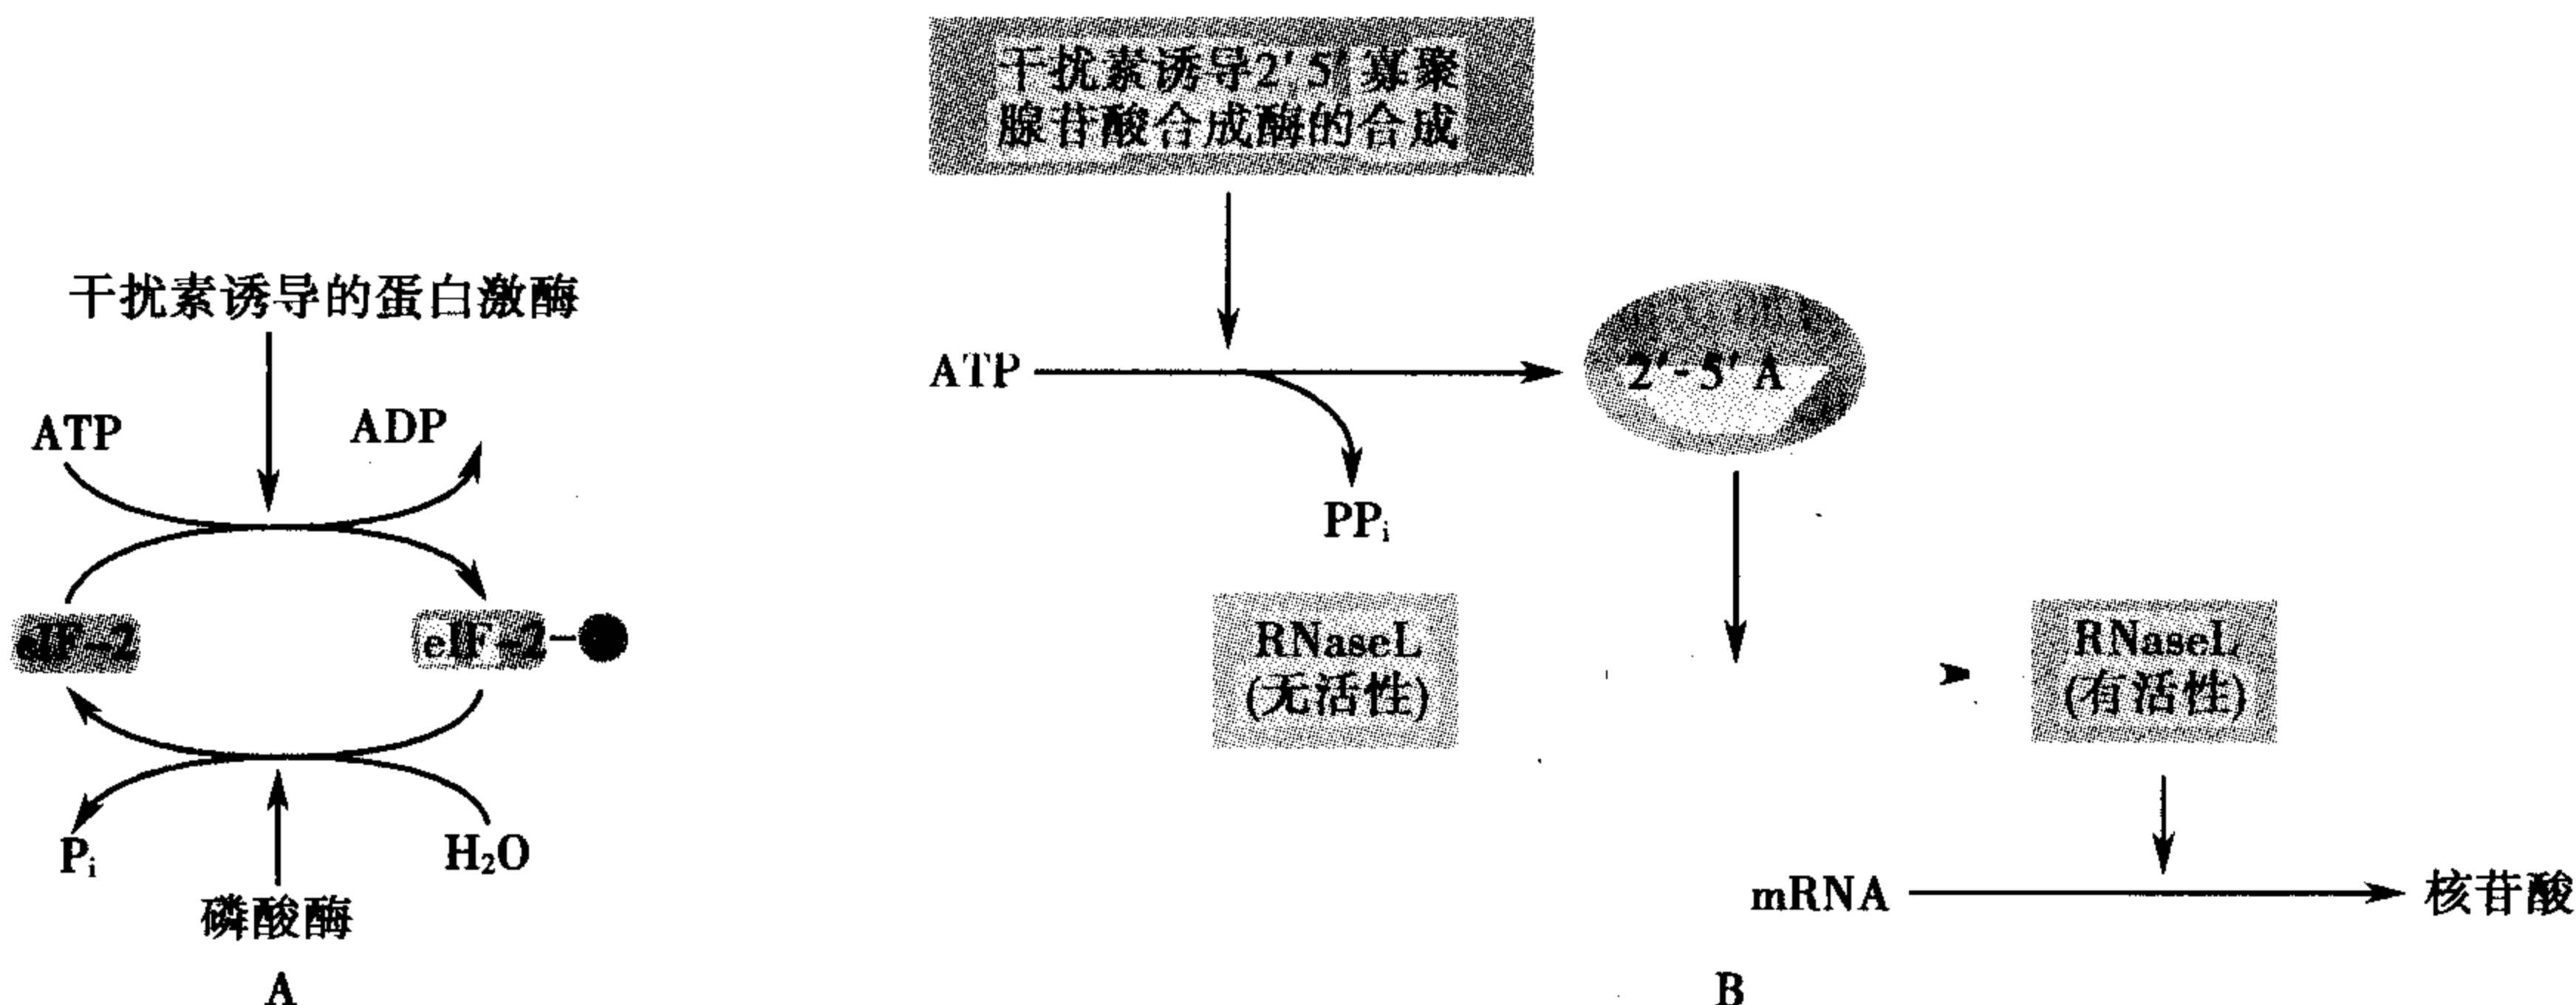 干扰素诱导的蛋白激酶
ATP
ADP
eIF-2
eIF-2
Pi
H₂O
磷酸酶
A
干扰素诱导2′,5′寡聚
腺苷酸合成酶的合成
ATP
2′-5′A
PPi
RNaseL
(无活性)
RNaseL
(有活性)
mRNA
核苷酸
B